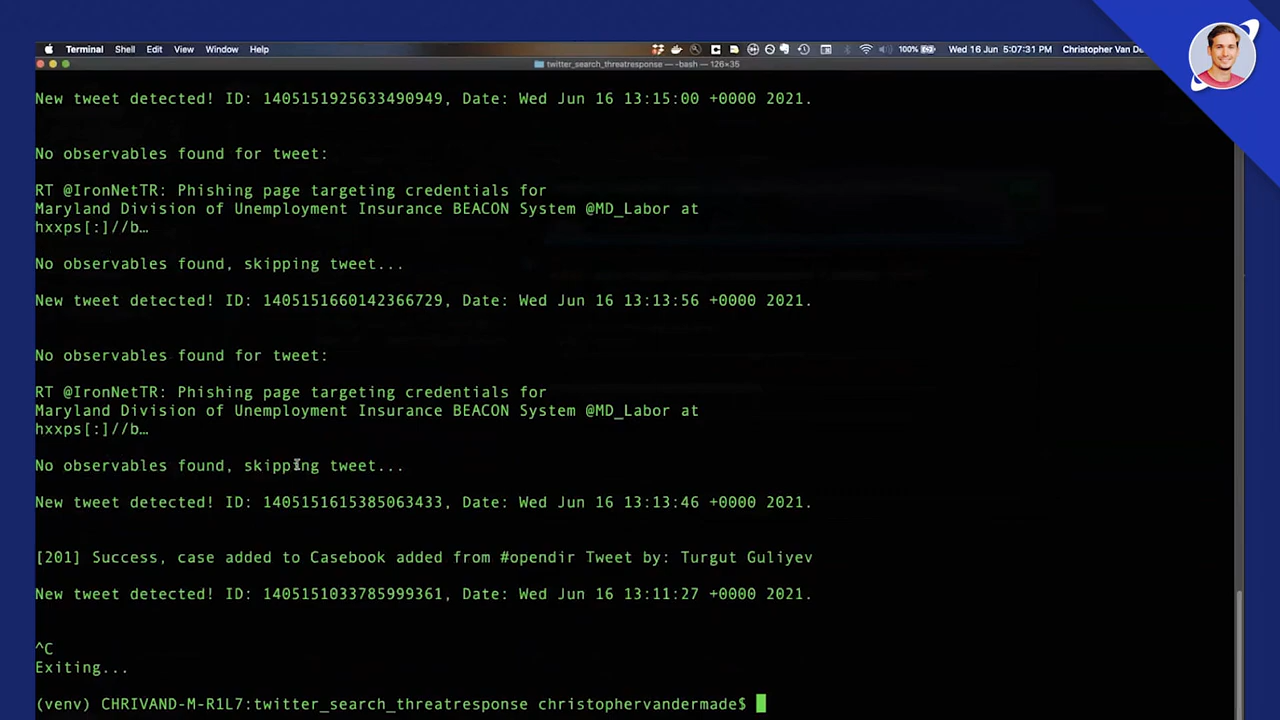 Terminal Shell Edit View Window Help 100% Wed 16 Jun 5:07:31 PM Christopher Van Du
twitter_search_threatresponse — -bash — 126×35
New tweet detected! ID: 1405151925633490949, Date: Wed Jun 16 13:15:00 +0000 2021.
No observables found for tweet:
RT @IronNetTR: Phishing page targeting credentials for
Maryland Division of Unemployment Insurance BEACON System @MD_Labor at
hxxps[:]//b…
No observables found, skipping tweet...
New tweet detected! ID: 1405151660142366729, Date: Wed Jun 16 13:13:56 +0000 2021.
No observables found for tweet:
RT @IronNetTR: Phishing page targeting credentials for
Maryland Division of Unemployment Insurance BEACON System @MD_Labor at
hxxps[:]//b…
No observables found, skipping tweet...
New tweet detected! ID: 1405151615385063433, Date: Wed Jun 16 13:13:46 +0000 2021.
[201] Success, case added to Casebook added from #opendir Tweet by: Turgut Guliyev
New tweet detected! ID: 1405151033785999361, Date: Wed Jun 16 13:11:27 +0000 2021.
^C
Exiting...
(venv) CHRIVAND-M-R1L7:twitter_search_threatresponse christophervandermade$